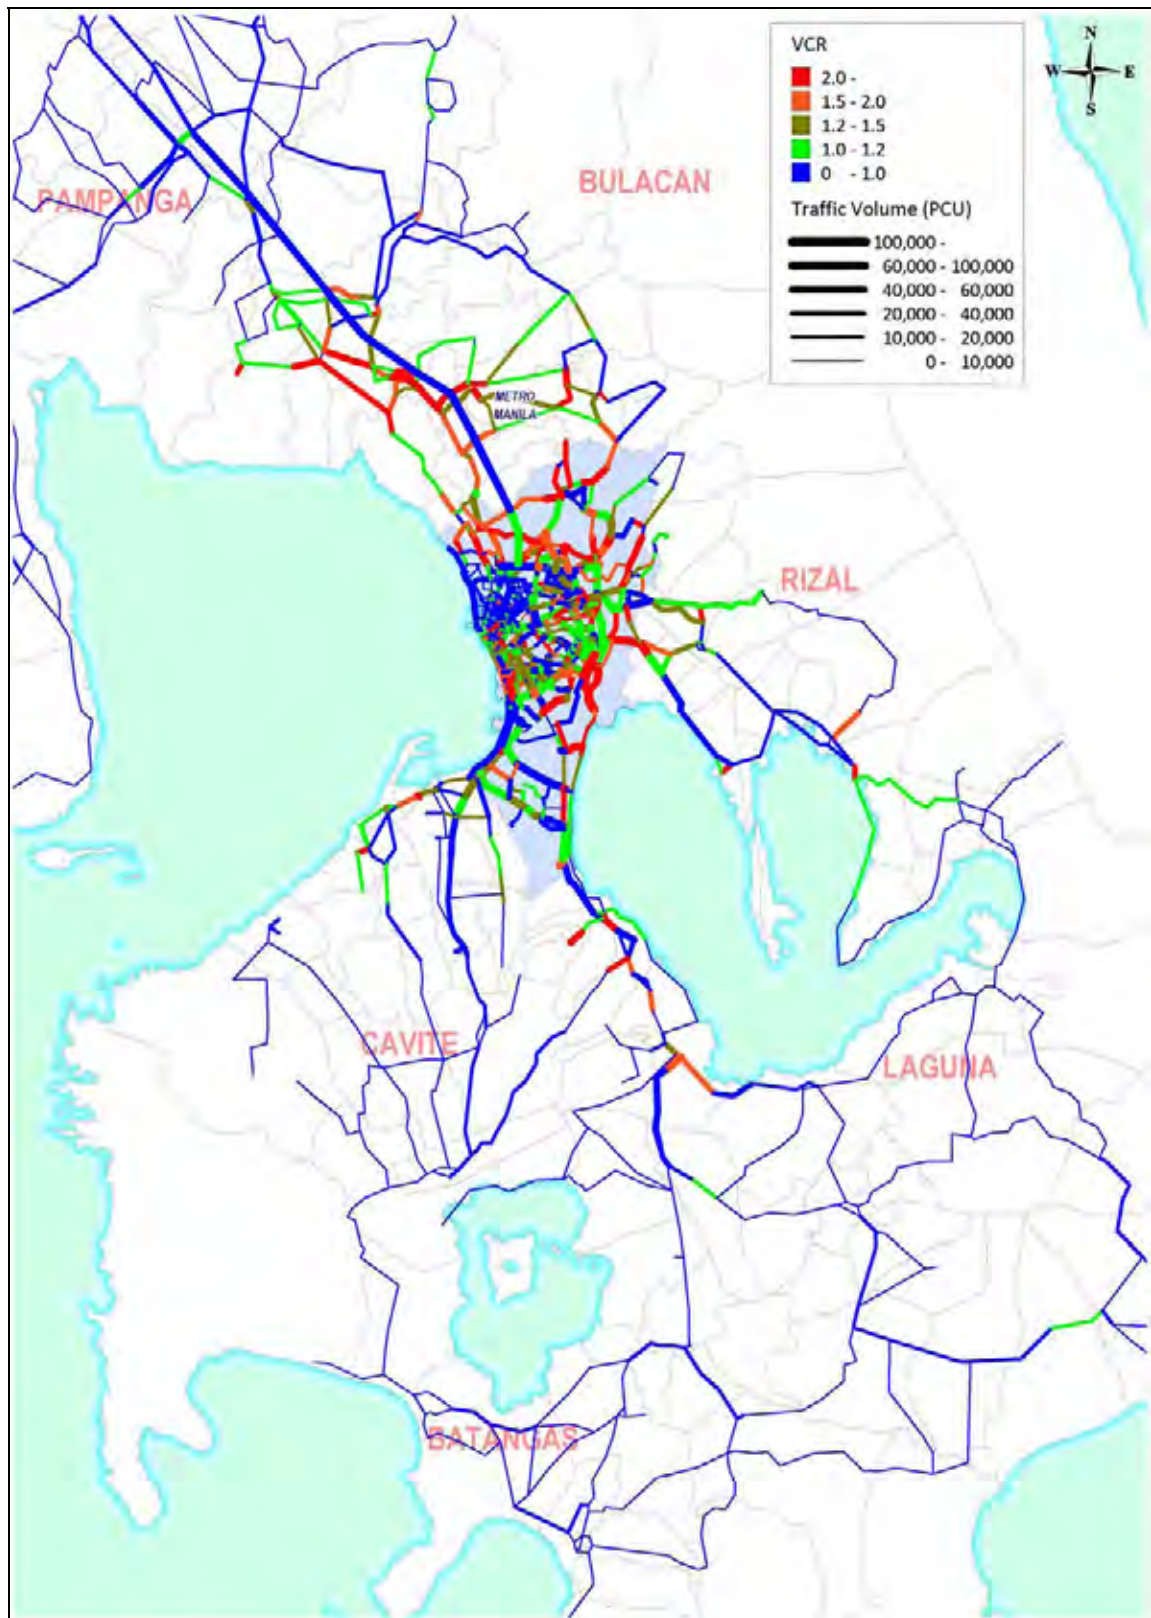 VCR
2.0 -
1.5 - 2.0
1.2 - 1.5
1.0 - 1.2
0 - 1.0
Traffic Volume (PCU)
100,000 -
60,000 - 100,000
40,000 - 60,000
20,000 - 40,000
10,000 - 20,000
0 - 10,000
N
W E
S
PAMPANGA
BULACAN
METRO
MANILA
RIZAL
CAVITE
LAGUNA
BATANGAS